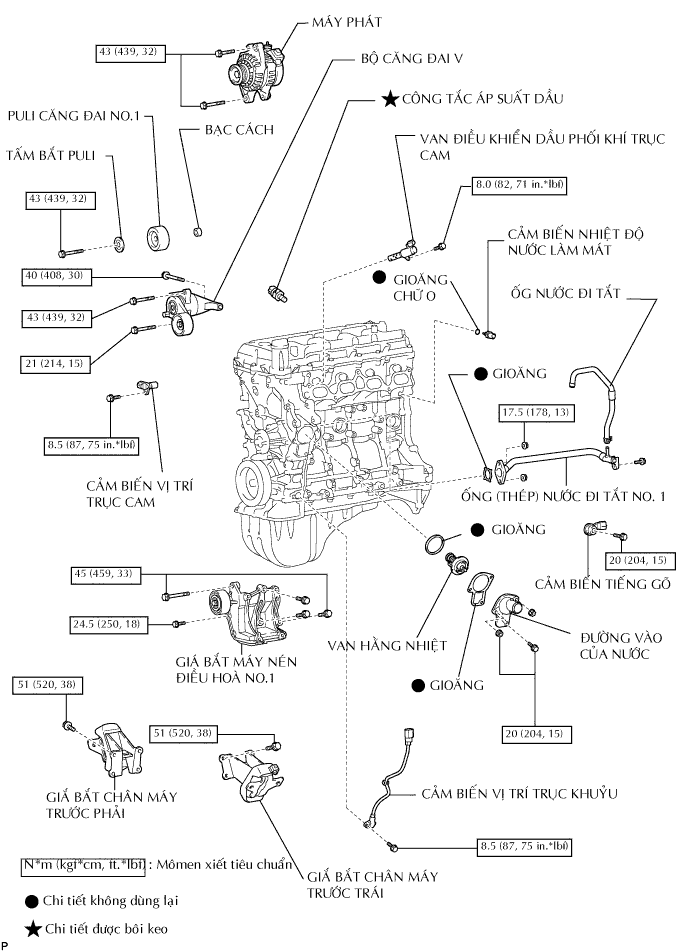 MÁY PHÁT
43 (439, 32)
BỘ CĂNG ĐAI V
CÔNG TẮC ÁP SUẤT DẦU
PULI CĂNG ĐAI NO.1
BẠC CÁCH
VAN ĐIỀU KHIỂN DẦU PHỐI KHÍ TRỤC
CAM
TẤM BẮT PULI
43 (439, 32)
8.0 (82, 71 in.*lbf)
CẢM BIẾN NHIỆT ĐỘ
NƯỚC LÀM MÁT
40 (408, 30)
GIOĂNG
CHỮ O
ỐG NƯỚC ĐI TẮT
43 (439, 32)
21 (214, 15)
GIOĂNG
17.5 (178, 13)
8.5 (87, 75 in.*lbf)
CẢM BIẾN VỊ TRÍ
TRỤC CAM
ỐNG (THÉP) NƯỚC ĐI TẮT NO. 1
GIOĂNG
20 (204, 15)
CẢM BIẾN TIẾNG GÕ
45 (459, 33)
24.5 (250, 18)
VAN HẰNG NHIỆT
ĐƯỜNG VÀO
CỦA NƯỚC
GIÁ BẮT MÁY NÉN
ĐIỀU HOÀ NO.1
GIOĂNG
51 (520, 38)
51 (520, 38)
20 (204, 15)
GIẮ BẮT CHÂN MÁY
TRƯỚC PHẢI
CẢM BIẾN VỊ TRÍ TRỤC KHUỶU
8.5 (87, 75 in.*lbf)
N*m (kgf*cm, ft.*lbf) : Mômen xiết tiêu chuẩn
GIẮ BẮT CHÂN MÁY
TRƯỚC TRÁI
Chi tiết không dùng lại
Chi tiết được bôi keo
P